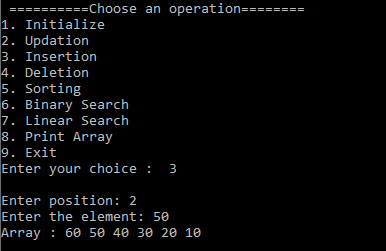 ===========Choose an operation========
1. Initialize
2. Updation
3. Insertion
4. Deletion
5. Sorting
6. Binary Search
7. Linear Search
8. Print Array
9. Exit
Enter your choice :  3
Enter position: 2
Enter the element: 50
Array : 60 50 40 30 20 10